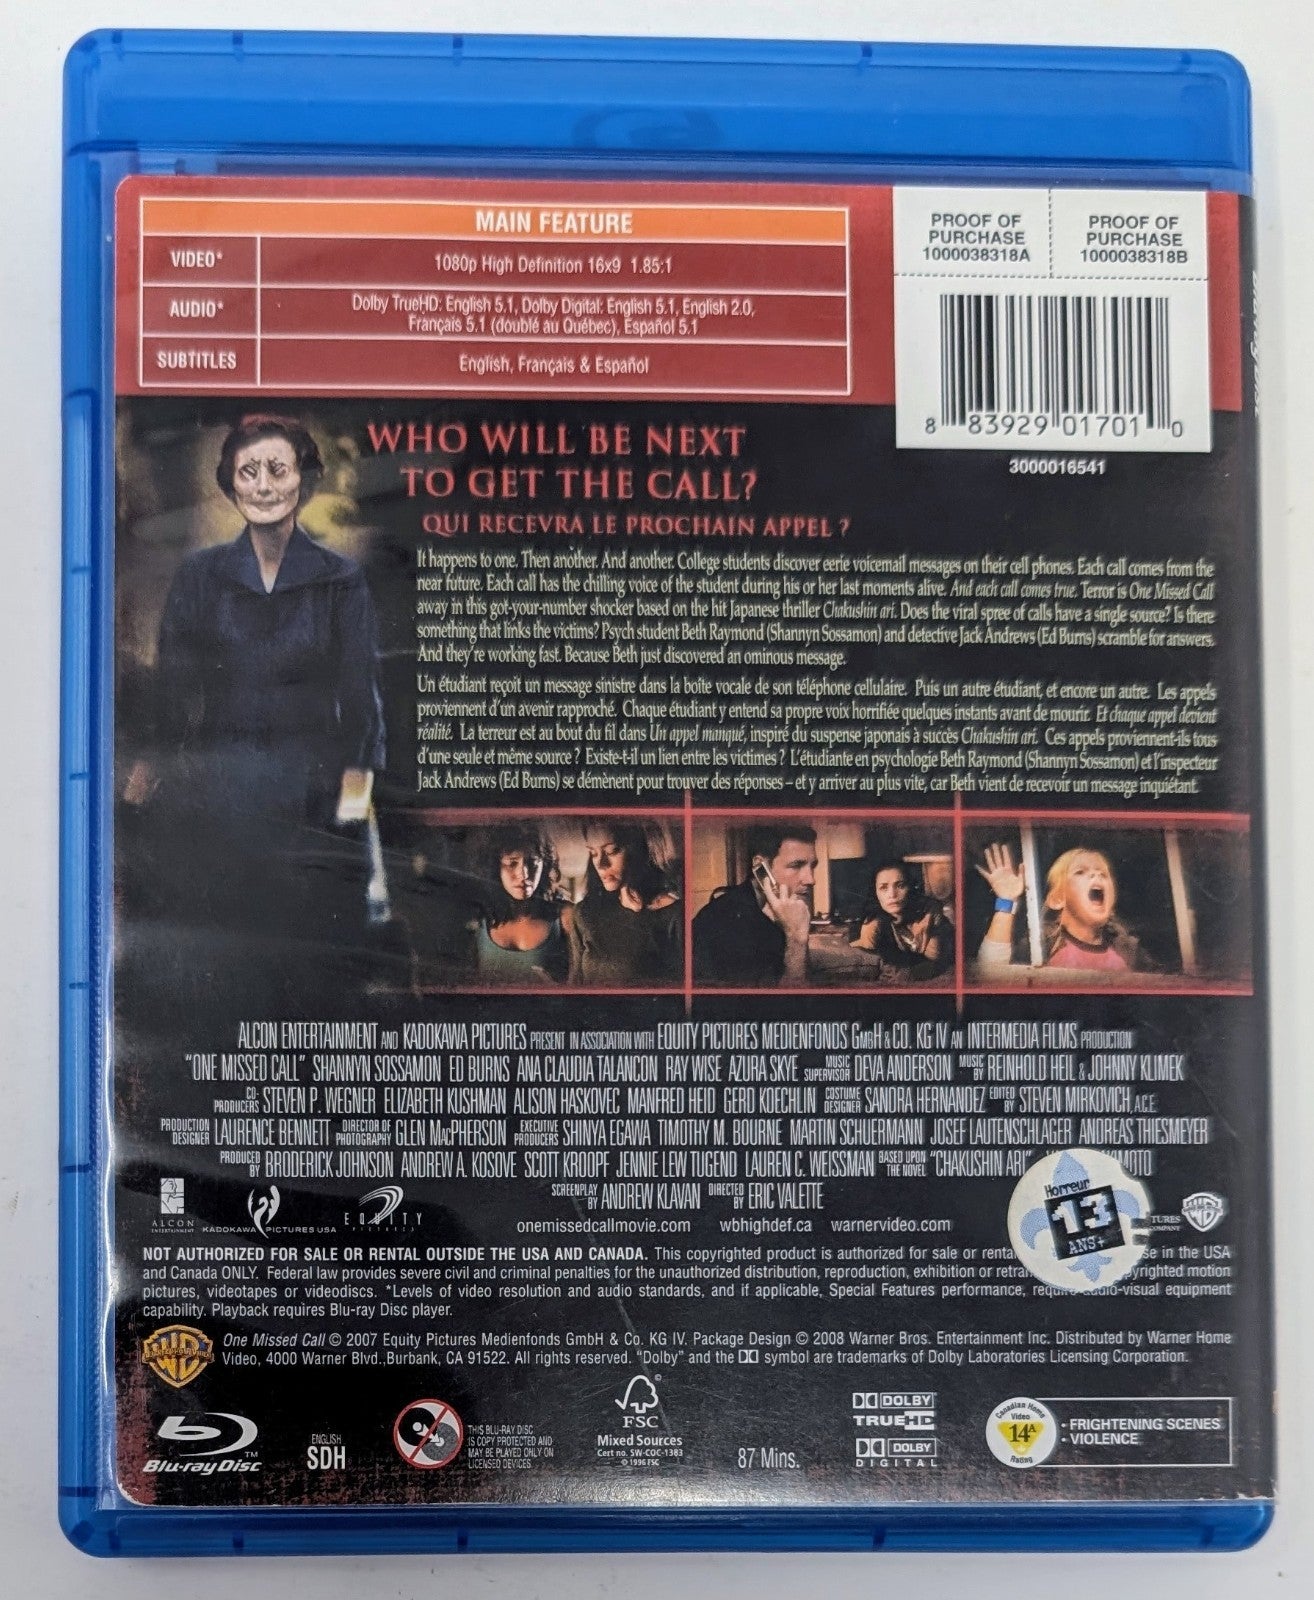 MAIN FEATURE
VIDEO*
1080p High Definition 16x9 1.85:1
AUDIO*
Dolby TrueHD: English 5.1, Dolby Digital: English 5.1, English 2.0,
Français 5.1 (doublé au Québec), Español 5.1
SUBTITLES
English, Français & Español
PROOF OF
PURCHASE
1000038318A
PROOF OF
PURCHASE
1000038318B
8 83929 01701 0
3000016541
WHO WILL BE NEXT
TO GET THE CALL?
QUI RECEVRA LE PROCHAIN APPEL ?
It happens to one. Then another. And another. College students discover eerie voicemail messages on their cell phones. Each call comes from the
near future. Each call has the chilling voice of the student during his or her last moments alive. And each call comes true. Terror is One Missed Call
away in this got-your-number shocker based on the hit Japanese thriller Chakushin ari. Does the viral spree of calls have a single source? Is there
something that links the victims? Psych student Beth Raymond (Shannyn Sossamon) and detective Jack Andrews (Ed Burns) scramble for answers.
And they're working fast. Because Beth just discovered an ominous message.
Un étudiant reçoit un message sinistre dans la boîte vocale de son téléphone cellulaire. Puis un autre étudiant, et encore un autre. Les appels
proviennent d'un avenir rapproché. Chaque étudiant y entend sa propre voix horrifiée quelques instants avant de mourir. Et chaque appel devient
réalité. La terreur est au bout du fil dans Un appel manqué, inspiré du suspense japonais à succès Chakushin ari. Ces appels proviennent-ils tous
d'une seule et même source ? Existe-t-il un lien entre les victimes ? L'étudiante en psychologie Beth Raymond (Shannyn Sossamon) et l'inspecteur
Jack Andrews (Ed Burns) se démènent pour trouver des réponses – et y arriver au plus vite, car Beth vient de recevoir un message inquiétant.
ALCON ENTERTAINMENT AND KADOKAWA PICTURES PRESENT IN ASSOCIATION WITH EQUITY PICTURES MEDIENFONDS GMBH & CO. KG IV AN INTERMEDIA FILMS PRODUCTION
"ONE MISSED CALL" SHANNYN SOSSAMON ED BURNS ANA CLAUDIA TALANCON RAY WISE AZURA SKYE MUSIC SUPERVISOR DEVA ANDERSON MUSIC BY REINHOLD HEIL & JOHNNY KLIMEK
CO-PRODUCERS STEVEN P. WEGNER ELIZABETH KUSHMAN ALISON HASKOVEC MANFRED HEID GERD KOECHLIN COSTUME DESIGNER SANDRA HERNANDEZ EDITED BY STEVEN MIRKOVICH, A.C.E.
PRODUCTION DESIGNER LAURENCE BENNETT DIRECTOR OF PHOTOGRAPHY GLEN MACPHERSON EXECUTIVE PRODUCERS SHINYA EGAWA TIMOTHY M. BOURNE MARTIN SCHUERMANN JOSEF LAUTENSCHLAGER ANDREAS THIESMEYER
PRODUCED BY BRODERICK JOHNSON ANDREW A. KOSOVE SCOTT KROOPF JENNIE LEW TUGEND LAUREN C. WEISSMAN BASED UPON THE NOVEL "CHAKUSHIN ARI"
SCREENPLAY BY ANDREW KLAVAN DIRECTED BY ERIC VALETTE
ALCON
ENTERTAINMENT
KADOKAWA PICTURES USA
EQUITY
PICTURES
onemissedcallmovie.com wbhighdef.ca warnervideo.com
Horreur
13
ANS+
NOT AUTHORIZED FOR SALE OR RENTAL OUTSIDE THE USA AND CANADA. This copyrighted product is authorized for sale or renta se in the USA
and Canada ONLY. Federal law provides severe civil and criminal penalties for the unauthorized distribution, reproduction, exhibition or retran yrighted motion
pictures, videotapes or videodiscs. *Levels of video resolution and audio standards, and if applicable, Special Features performance, require audio-visual equipment
capability. Playback requires Blu-ray Disc player.
One Missed Call © 2007 Equity Pictures Medienfonds GmbH & Co. KG IV. Package Design © 2008 Warner Bros. Entertainment Inc. Distributed by Warner Home
Video, 4000 Warner Blvd.,Burbank, CA 91522. All rights reserved. "Dolby" and the DD symbol are trademarks of Dolby Laboratories Licensing Corporation.
Blu-ray Disc TM
ENGLISH
SDH
THIS BLU-RAY DISC
IS COPY PROTECTED AND
MAY BE PLAYED ONLY ON
LICENSED DEVICES.
FSC
Mixed Sources
Cert no. SW-COC-1383
© 1996 FSC
87 Mins.
DOLBY
TRUEHD
DOLBY
DIGITAL
Canadian Home
Video
14A
Rating
• FRIGHTENING SCENES
• VIOLENCE